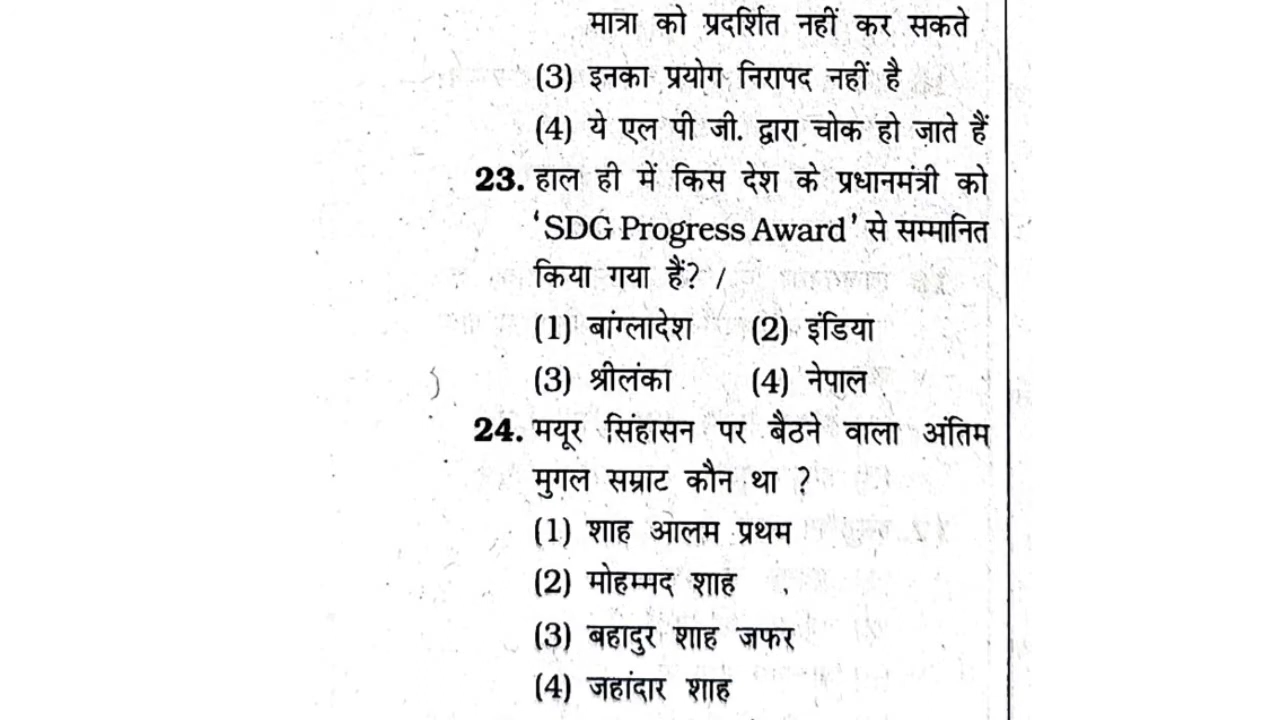 मात्रा को प्रदर्शित नहीं कर सकते
(3) इनका प्रयोग निरापद नहीं है
(4) ये एल पी जी. द्वारा चोक हो जाते हैं
23. हाल ही में किस देश के प्रधानमंत्री को
‘SDG Progress Award’ से सम्मानित
किया गया हैं? /
(1) बांग्लादेश (2) इंडिया
(3) श्रीलंका (4) नेपाल
24. मयूर सिंहासन पर बैठने वाला अंतिम
मुगल सम्राट कौन था ?
(1) शाह आलम प्रथम
(2) मोहम्मद शाह
(3) बहादुर शाह जफर
(4) जहांदार शाह